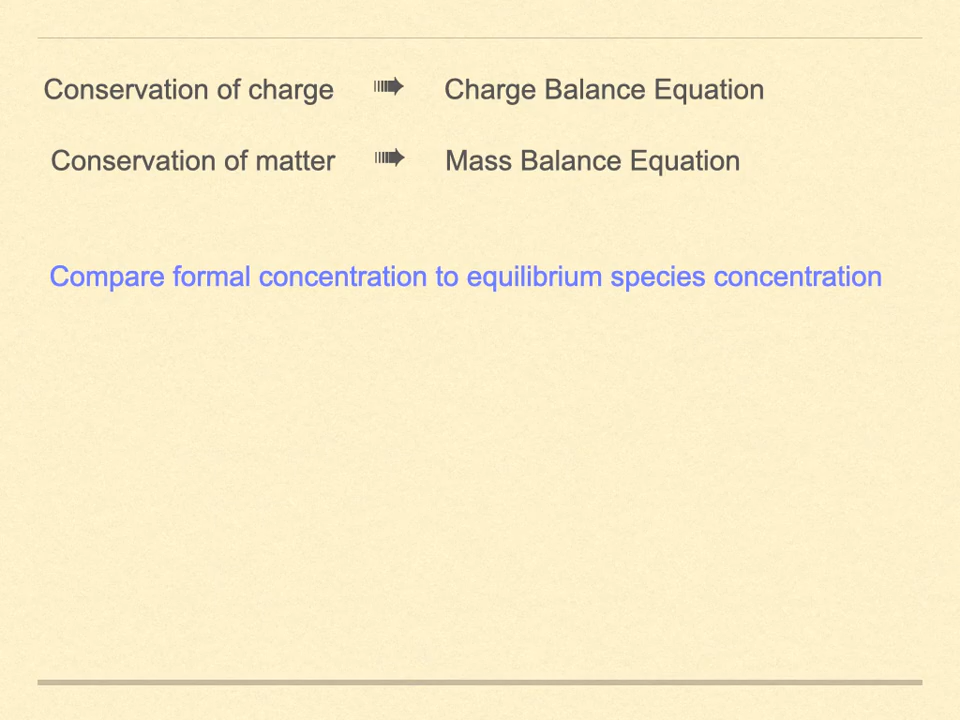 Conservation of charge ➠ Charge Balance Equation
Conservation of matter ➠ Mass Balance Equation
Compare formal concentration to equilibrium species concentration